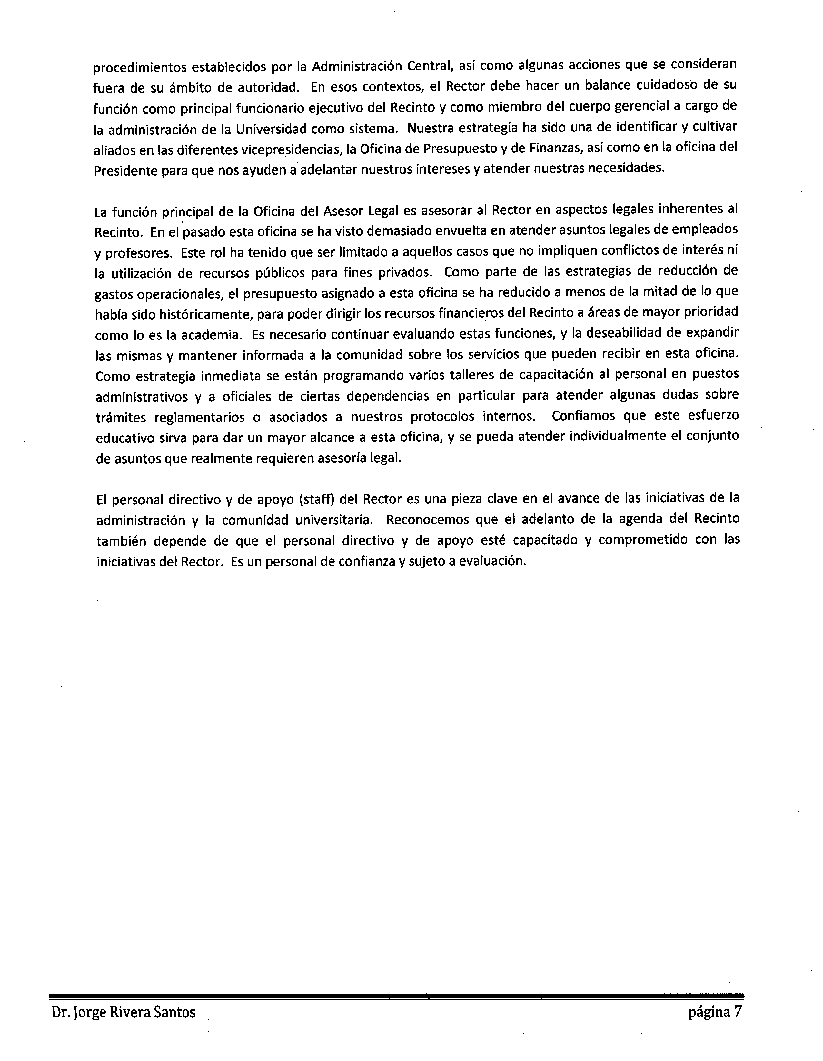 procedimientos establecidos por la Administración Central, así como algunas acciones que se consideran
fuera de su ámbito de autoridad. En esos contextos, el Rector debe hacer un balance cuidadoso de su
función como principal funcionario ejecutivo del Recinto y como miembro del cuerpo gerencial a cargo de
la administración de la Universidad como sistema. Nuestra estrategia ha sido una de identificar y cultivar
aliados en las diferentes vicepresidencias, la Oficina de Presupuesto y de Finanzas, así como en la oficina del
Presidente para que nos ayuden a adelantar nuestros intereses y atender nuestras necesidades.
La función principal de la Oficina del Asesor Legal es asesorar al Rector en aspectos legales inherentes al
Recinto. En el pasado esta oficina se ha visto demasiado envuelta en atender asuntos legales de empleados
y profesores. Este rol ha tenido que ser limitado a aquellos casos que no impliquen conflictos de interés ni
la utilización de recursos públicos para fines privados. Como parte de las estrategias de reducción de
gastos operacionales, el presupuesto asignado a esta oficina se ha reducido a menos de la mitad de lo que
había sido históricamente, para poder dirigir los recursos financieros del Recinto a áreas de mayor prioridad
como lo es la academia. Es necesario continuar evaluando estas funciones, y la deseabilidad de expandir
las mismas y mantener informada a la comunidad sobre los servicios que pueden recibir en esta oficina.
Como estrategia inmediata se están programando varios talleres de capacitación al personal en puestos
administrativos y a oficiales de ciertas dependencias en particular para atender algunas dudas sobre
trámites reglamentarios o asociados a nuestros protocolos internos. Confiamos que este esfuerzo
educativo sirva para dar un mayor alcance a esta oficina, y se pueda atender individualmente el conjunto
de asuntos que realmente requieren asesoría legal.
El personal directivo y de apoyo (staff) del Rector es una pieza clave en el avance de las iniciativas de la
administración y la comunidad universitaria. Reconocemos que el adelanto de la agenda del Recinto
también depende de que el personal directivo y de apoyo esté capacitado y comprometido con las
iniciativas del Rector. Es un personal de confianza y sujeto a evaluación.
Dr. Jorge Rivera Santos página 7